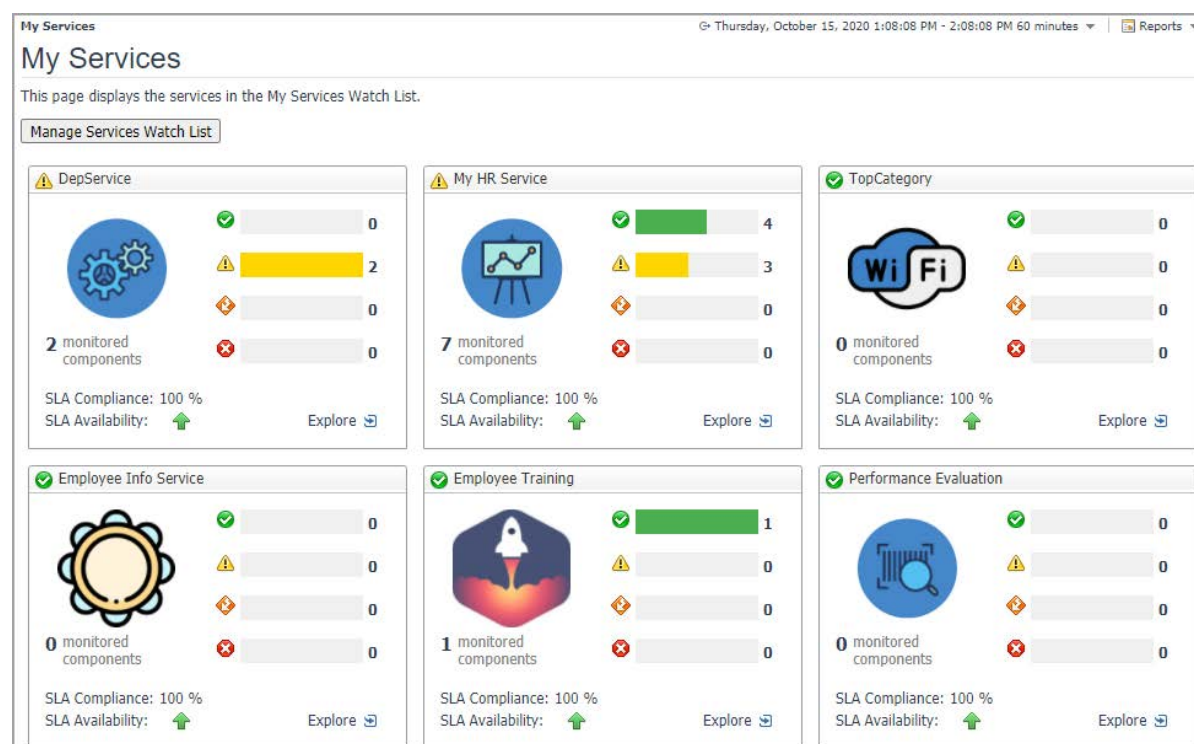 My Services
Thursday, October 15, 2020 1:08:08 PM - 2:08:08 PM 60 minutes
Reports
My Services
This page displays the services in the My Services Watch List.
Manage Services Watch List
DepService
0
2
0
0
2 monitored components
SLA Compliance: 100 %
SLA Availability:
Explore
My HR Service
4
3
0
0
7 monitored components
SLA Compliance: 100 %
SLA Availability:
Explore
TopCategory
Wi Fi
0
0
0
0
0 monitored components
SLA Compliance: 100 %
SLA Availability:
Explore
Employee Info Service
0
0
0
0
0 monitored components
SLA Compliance: 100 %
SLA Availability:
Explore
Employee Training
1
0
0
0
1 monitored components
SLA Compliance: 100 %
SLA Availability:
Explore
Performance Evaluation
0
0
0
0
0 monitored components
SLA Compliance: 100 %
SLA Availability:
Explore